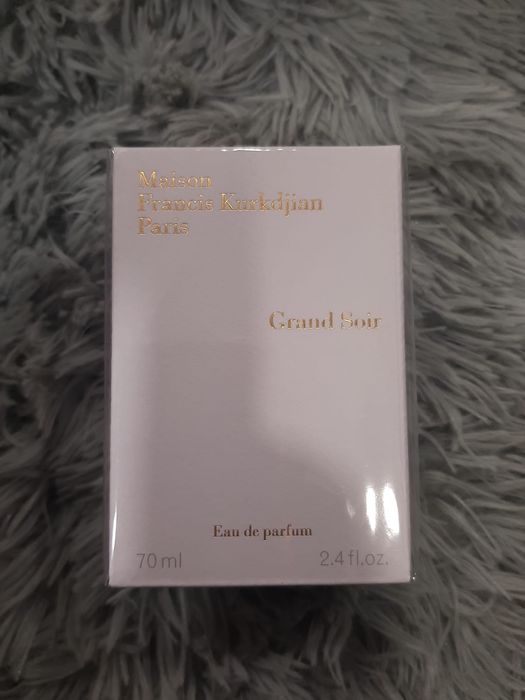 Maison
Francis Kurkdjian
Paris
Grand Soir
Eau de parfum
70 ml 2.4 fl.oz.